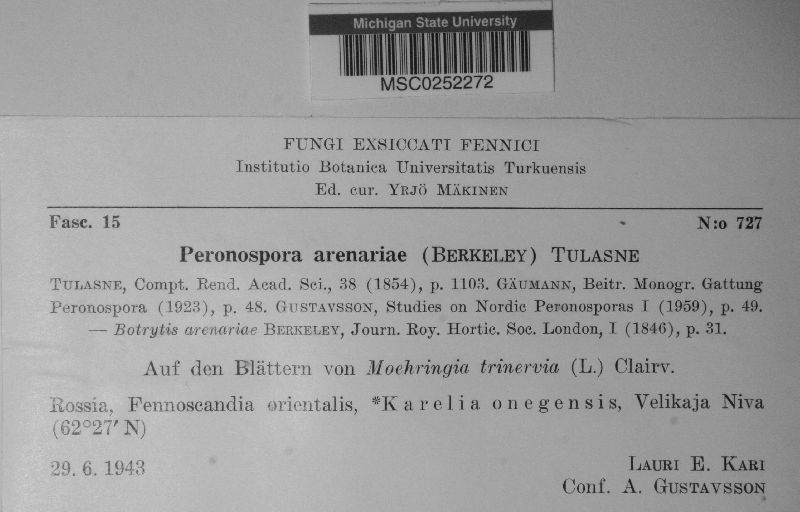 Michigan State University
MSC0252272
FUNGI EXSICCATI FENNICI
Institutio Botanica Universitatis Turkuensis
Ed. cur. YRJÖ MÄKINEN
Fasc. 15 N:o 727
Peronospora arenariae (BERKELEY) TULASNE
TULASNE, Compt. Rend. Acad. Sci., 38 (1854), p. 1103. GÄUMANN, Beitr. Monogr. Gattung
Peronospora (1923), p. 48. GUSTAVSSON, Studies on Nordic Peronosporas I (1959), p. 49.
— Botrytis arenariae BERKELEY, Journ. Roy. Hortic. Soc. London, I (1846), p. 31.
Auf den Blättern von Moehringia trinervia (L.) Clairv.
Rossia, Fennoscandia orientalis, *Karelia onegensis, Velikaja Niva
(62°27′ N)
29. 6. 1943 LAURI E. KARI
Conf. A. GUSTAVSSON